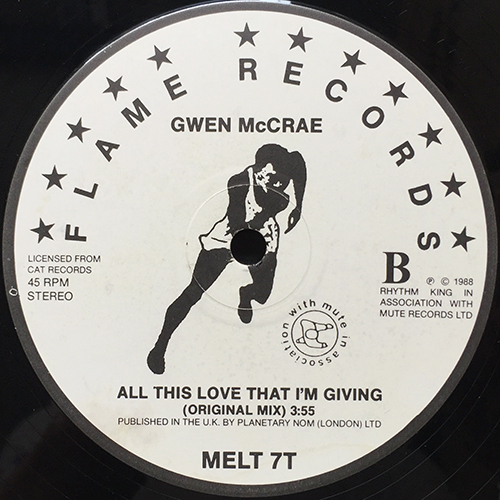 FLAME RECORDS
GWEN McCRAE
LICENSED FROM
CAT RECORDS
45 RPM
STEREO
B
℗ © 1988
RHYTHM KING IN
ASSOCIATION WITH
MUTE RECORDS LTD
in association with mute
ALL THIS LOVE THAT I'M GIVING
(ORIGINAL MIX) 3:55
PUBLISHED IN THE U.K. BY PLANETARY NOM (LONDON) LTD
MELT 7T